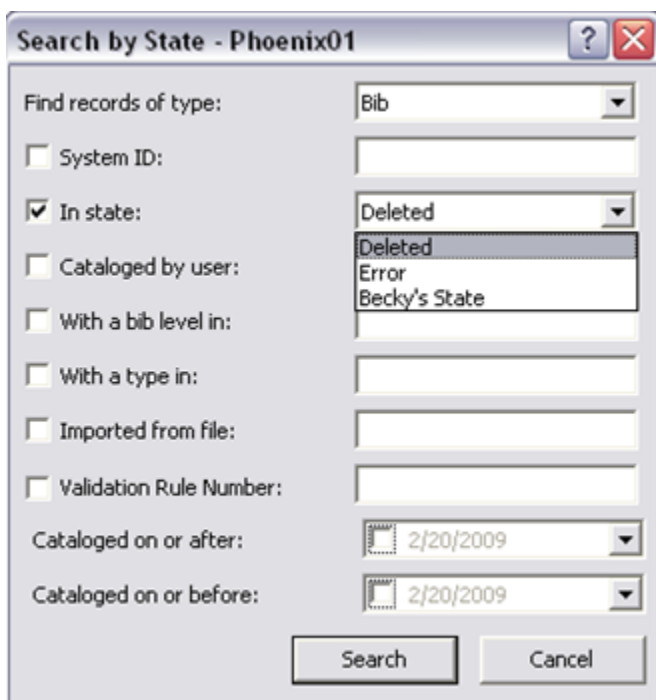 Search by State - Phoenix01
Find records of type: Bib
System ID:
In state: Deleted
Deleted
Cataloged by user:
Error
Becky's State
With a bib level in:
With a type in:
Imported from file:
Validation Rule Number:
Cataloged on or after: 2/20/2009
Cataloged on or before: 2/20/2009
Search Cancel